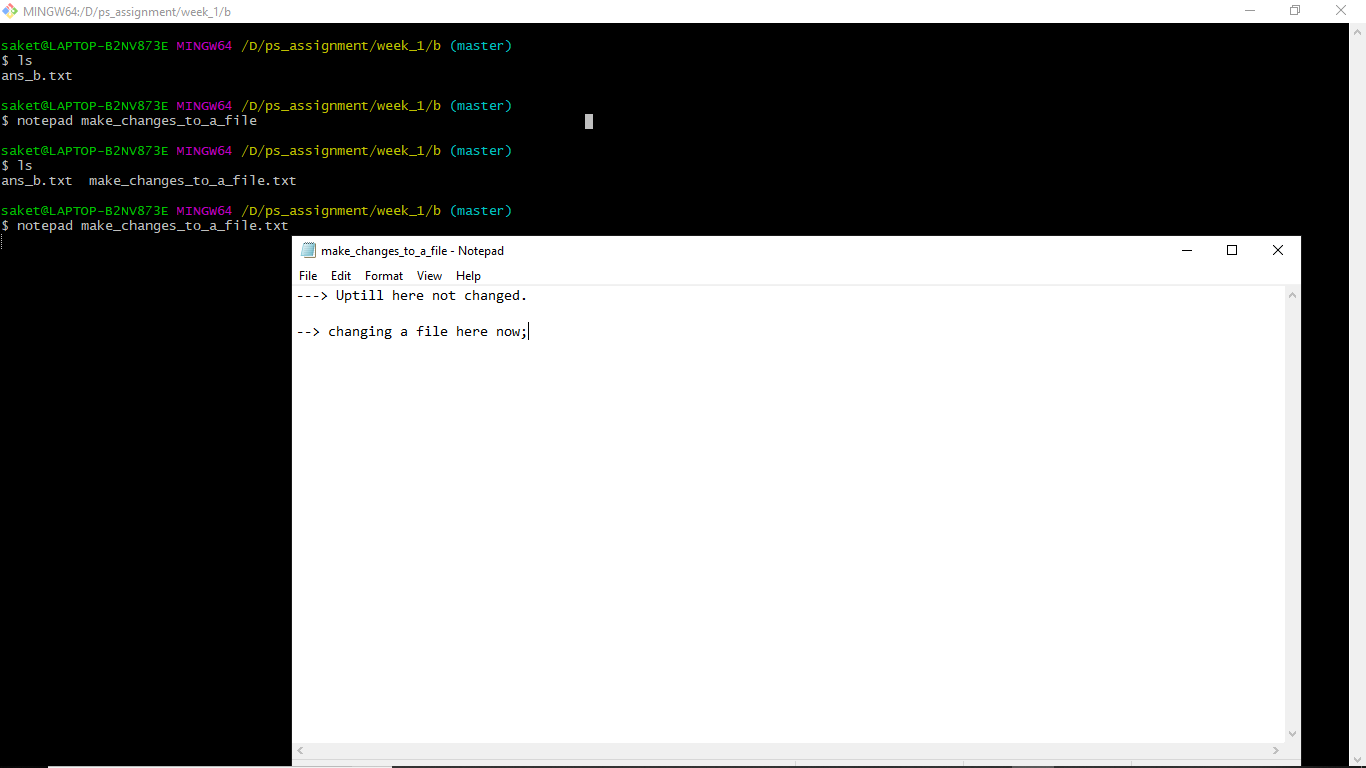 MINGW64:/D/ps_assignment/week_1/b
saket@LAPTOP-B2NV873E MINGW64 /D/ps_assignment/week_1/b (master)
$ ls
ans_b.txt
saket@LAPTOP-B2NV873E MINGW64 /D/ps_assignment/week_1/b (master)
$ notepad make_changes_to_a_file
saket@LAPTOP-B2NV873E MINGW64 /D/ps_assignment/week_1/b (master)
$ ls
ans_b.txt  make_changes_to_a_file.txt
saket@LAPTOP-B2NV873E MINGW64 /D/ps_assignment/week_1/b (master)
$ notepad make_changes_to_a_file.txt
make_changes_to_a_file - Notepad
File Edit Format View Help
---> Uptill here not changed.
--> changing a file here now;